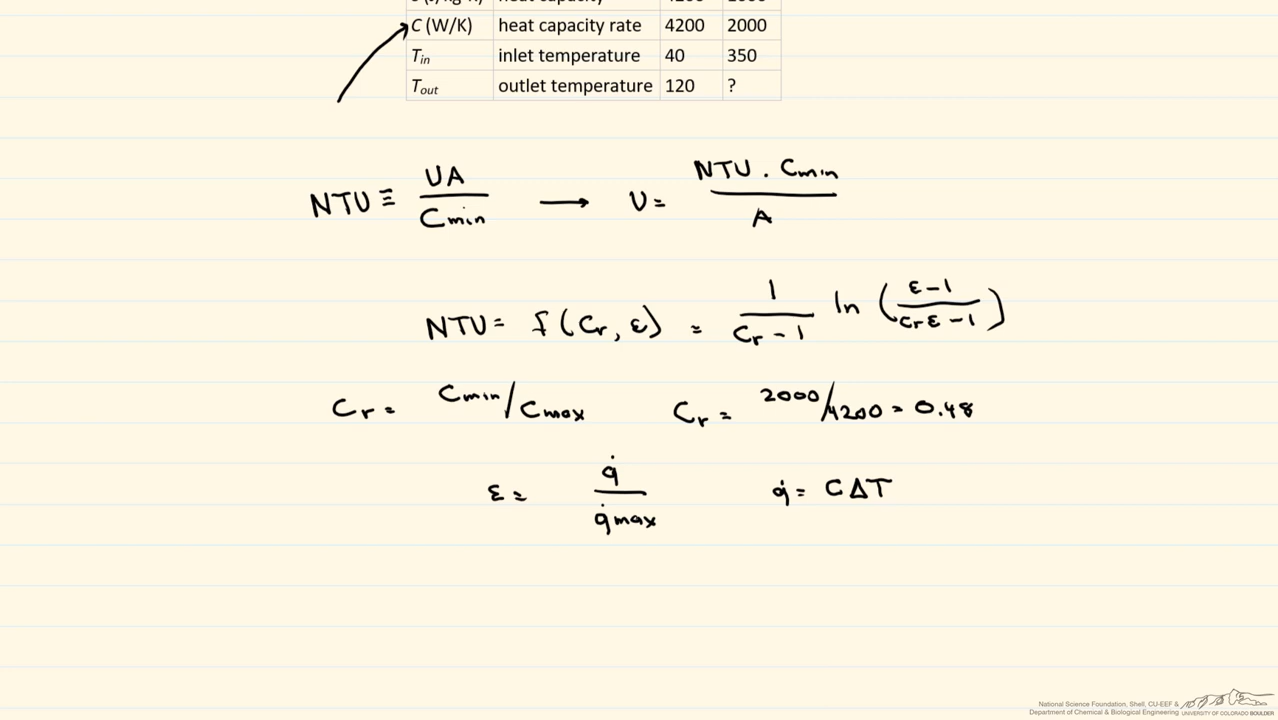 C (W/K) heat capacity rate 4200 2000
T_in inlet temperature 40 350
T_out outlet temperature 120 ?
NTU ≡ UA / Cmin → U = NTU · Cmin / A
NTU = f(Cr, ε) = 1 / (Cr - 1) ln ((ε - 1) / (Crε - 1))
Cr = Cmin/Cmax Cr = 2000/4200 = 0.48
ε = q̇ / q̇max q̇ = CΔT
National Science Foundation, Shell, CU-EEF &
Department of Chemical & Biological Engineering UNIVERSITY OF COLORADO BOULDER